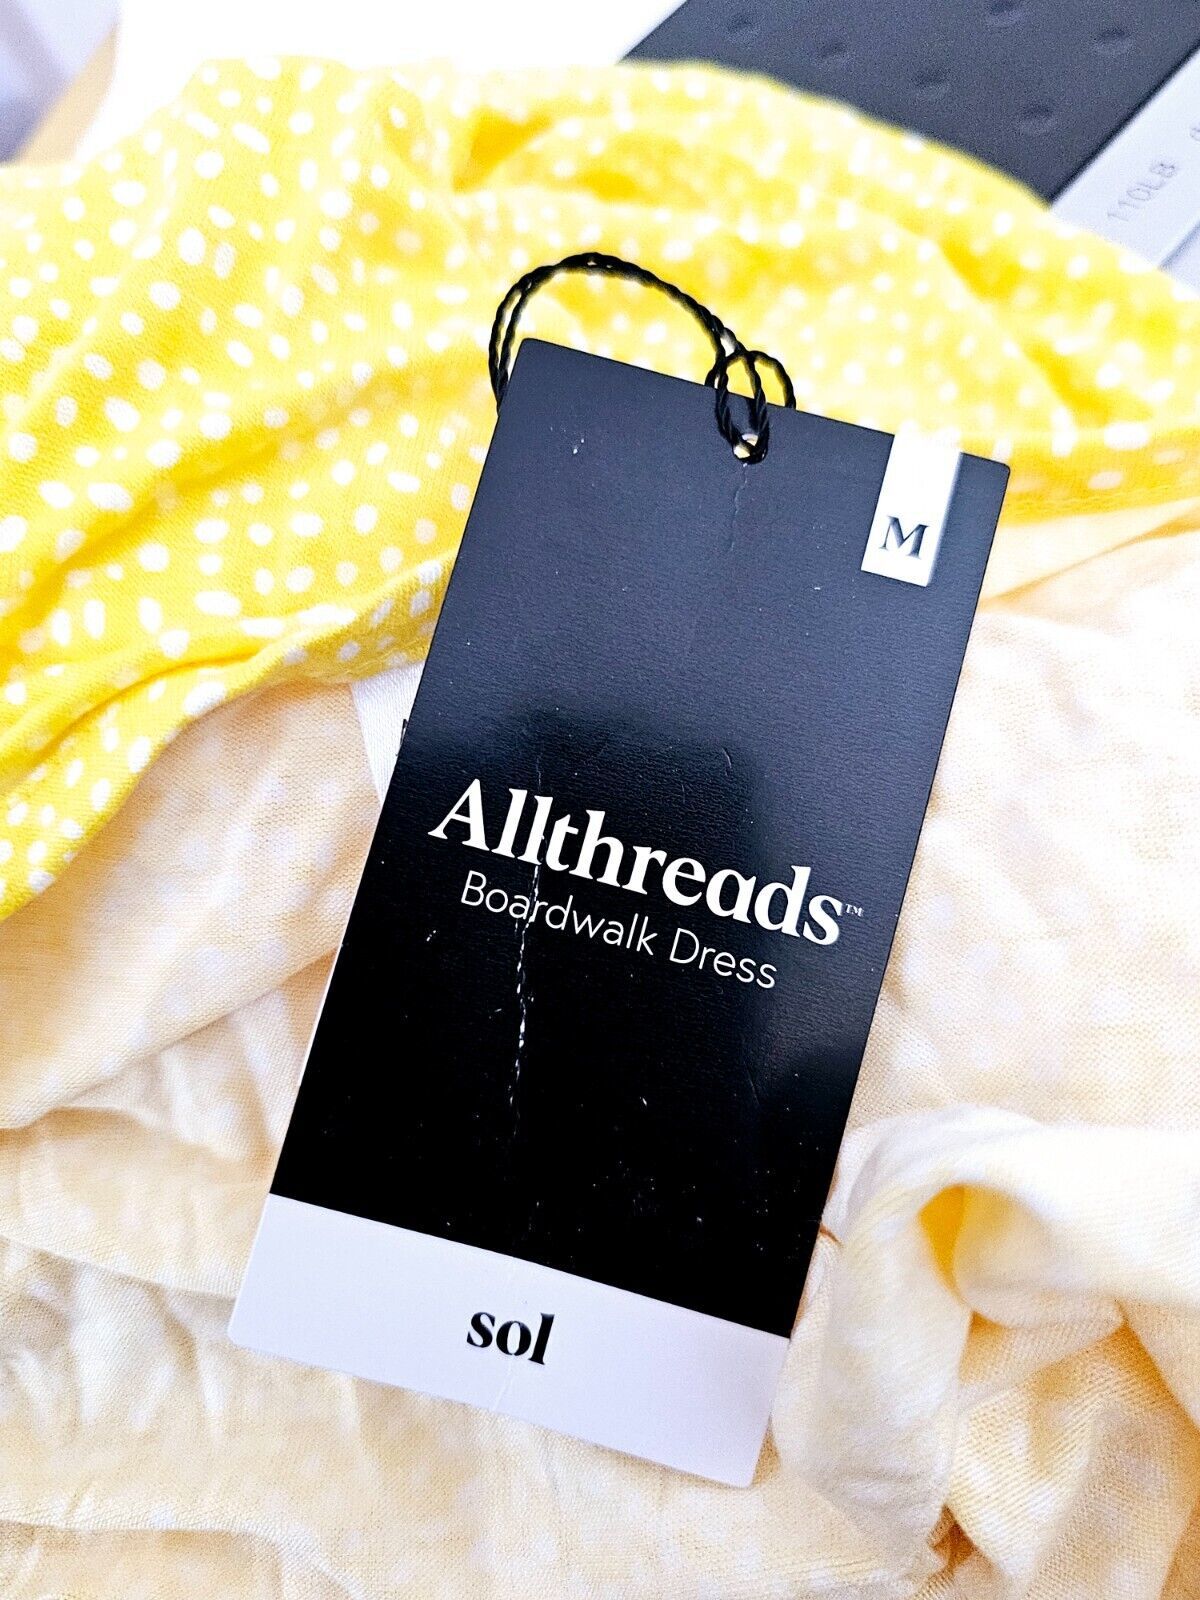 110LB
M
Allthreads™
Boardwalk Dress
sol